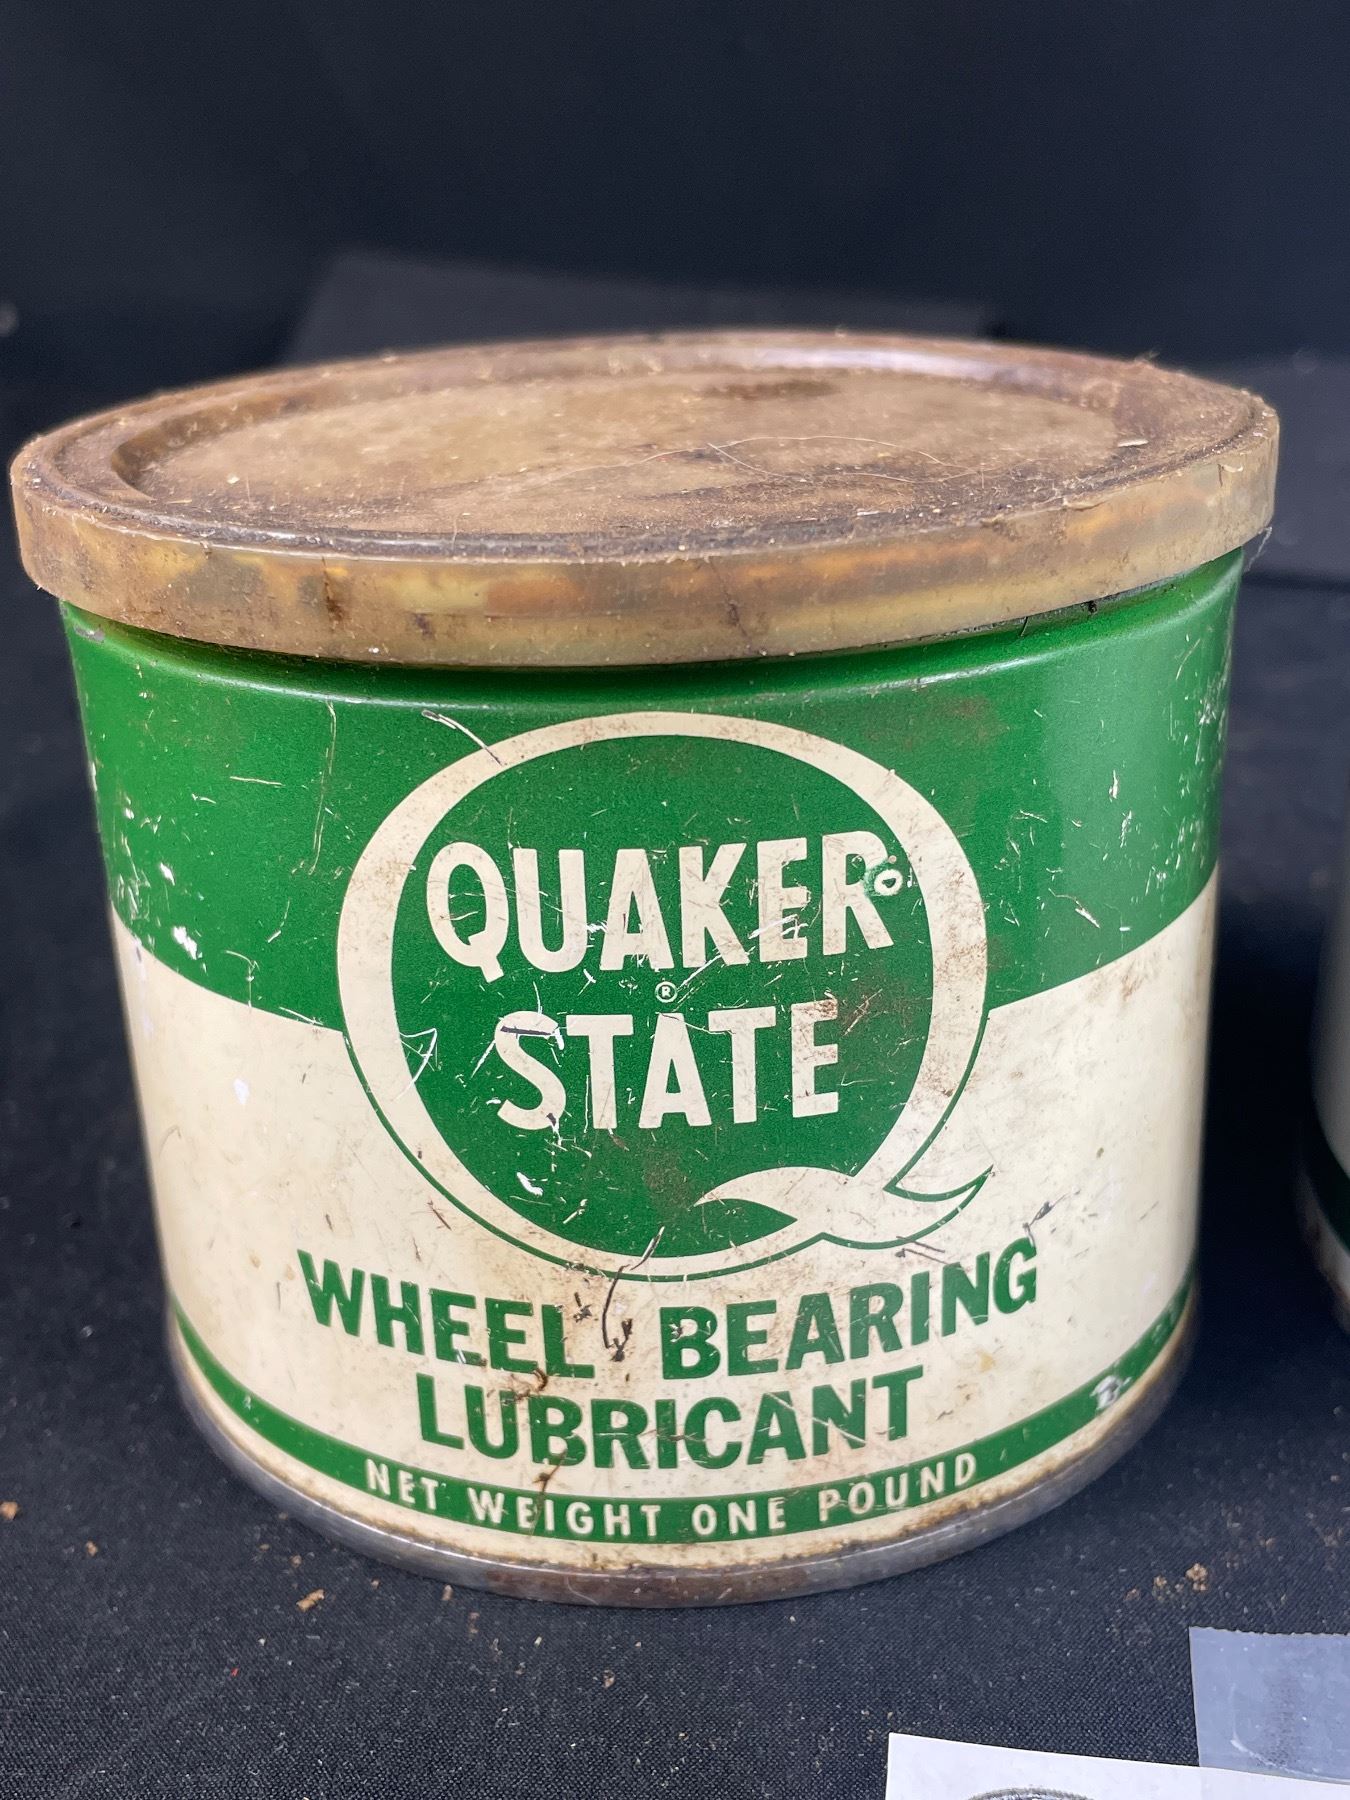 QUAKER
®
STATE
WHEEL BEARING
LUBRICANT
NET WEIGHT ONE POUND